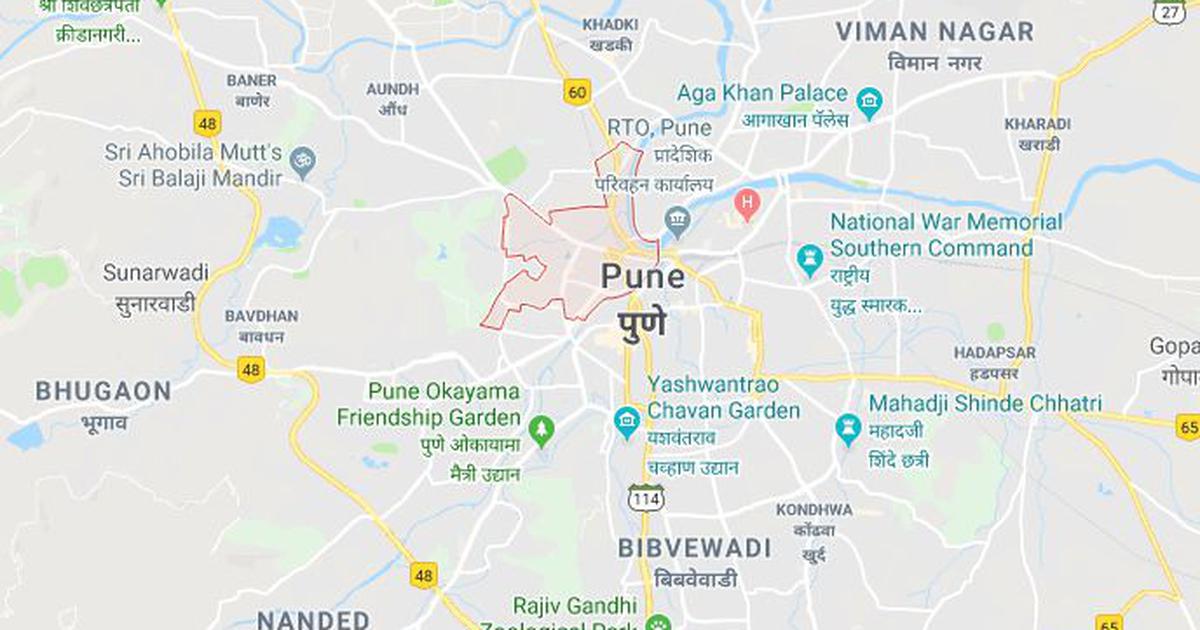 श्री शिवछत्रपती
क्रीडानगरी...
KHADKI
खडकी
27
VIMAN NAGAR
विमान नगर
BANER
बाणेर
AUNDH
औंध
60
Aga Khan Palace
आगाखान पॅलेस
48
RTO, Pune
प्रादेशिक
परिवहन कार्यालय
KHARADI
खराडी
Sri Ahobila Mutt's
Sri Balaji Mandir
H
National War Memorial
Southern Command
राष्ट्रीय
युद्ध स्मारक...
Sunarwadi
सुनारवाडी
Pune
पुणे
BAVDHAN
बावधन
48
HADAPSAR
हडपसर
BHUGAON
भूगाव
Pune Okayama
Friendship Garden
पुणे ओकायामा
मैत्री उद्यान
Yashwantrao
Chavan Garden
यशवंतराव
चव्हाण उद्यान
Mahadji Shinde Chhatri
महादजी
शिंदे छत्री
65
114
KONDHWA
कोंढवा
खुर्द
BIBVEWADI
बिबवेवाडी
48
NANDED
Rajiv Gandhi
Zoological Park
65